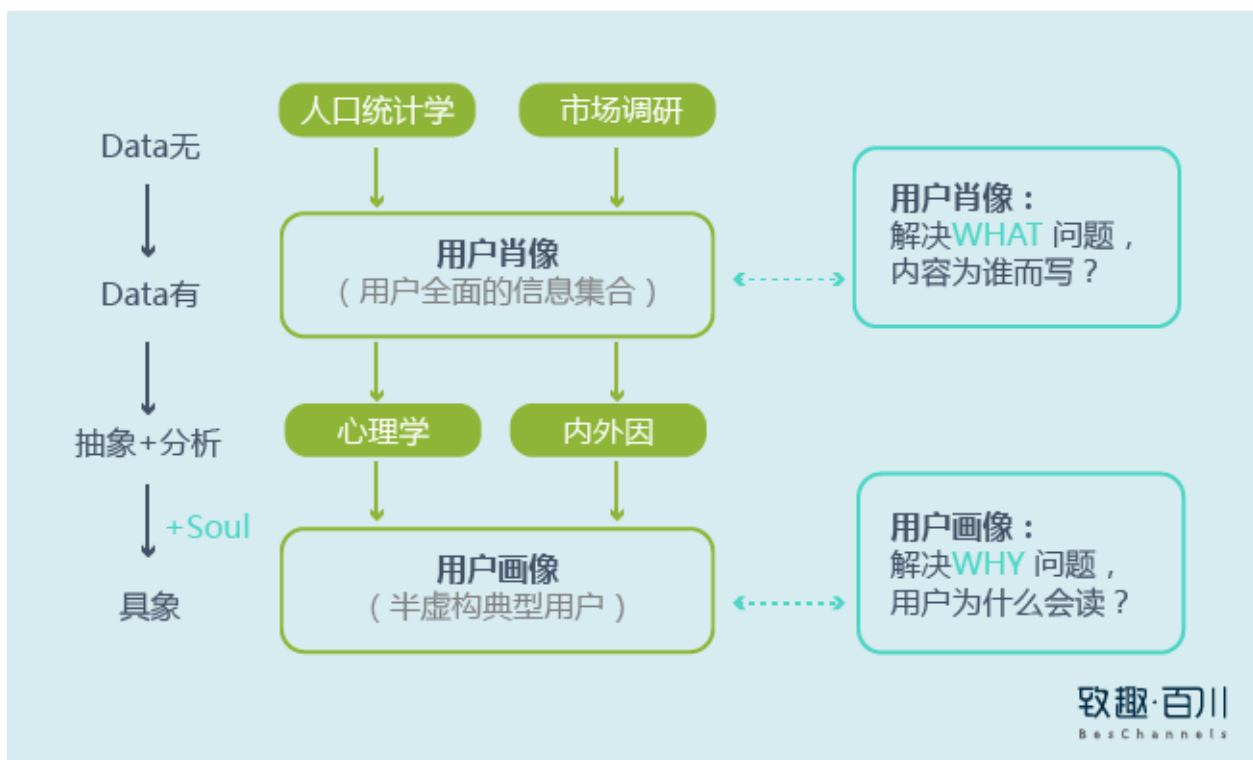 人口统计学
市场调研
Data无
用户肖像：
解决WHAT 问题，
内容为谁而写？
用户肖像
（用户全面的信息集合）
Data有
心理学
内外因
抽象+分析
+Soul
用户画像：
解决WHY 问题，
用户为什么会读？
用户画像
（半虚构典型用户）
具象
致趣·百川
BesChannels